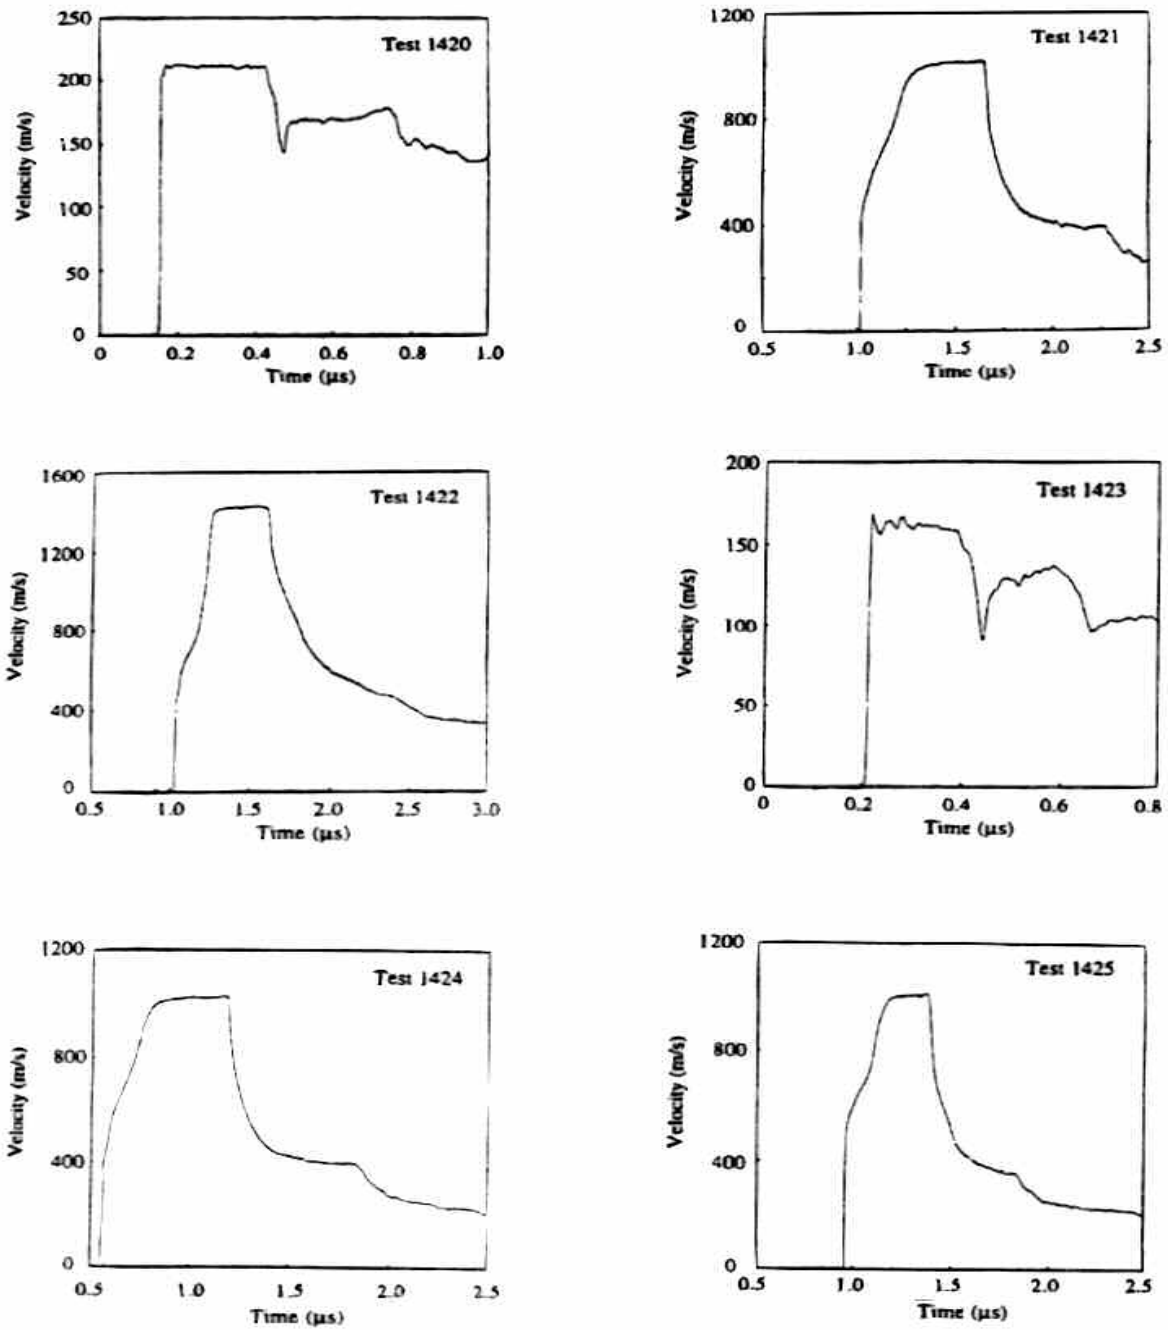 Test 1420
250
200
150
100
50
0
Velocity (m/s)
0 0.2 0.4 0.6 0.8 1.0
Time (μs)
Test 1421
1200
800
400
0
Velocity (m/s)
0.5 1.0 1.5 2.0 2.5
Time (μs)
Test 1422
1600
1200
800
400
0
Velocity (m/s)
0.5 1.0 1.5 2.0 2.5 3.0
Time (μs)
Test 1423
200
150
100
50
0
Velocity (m/s)
0 0.2 0.4 0.6 0.8
Time (μs)
Test 1424
1200
800
400
0
Velocity (m/s)
0.5 1.0 1.5 2.0 2.5
Time (μs)
Test 1425
1200
800
400
0
Velocity (m/s)
0.5 1.0 1.5 2.0 2.5
Time (μs)